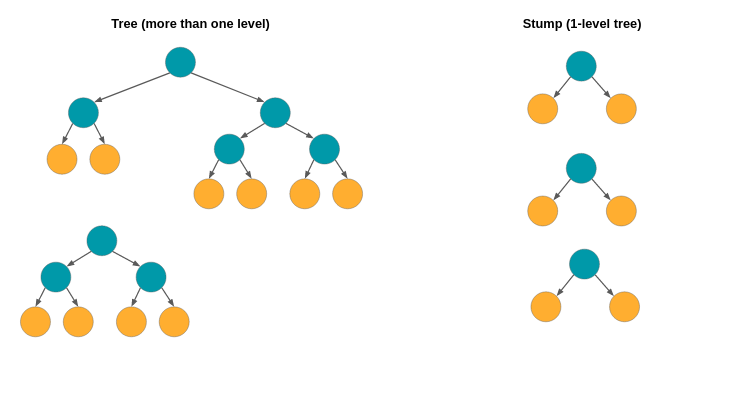 Tree (more than one level)
Stump (1-level tree)